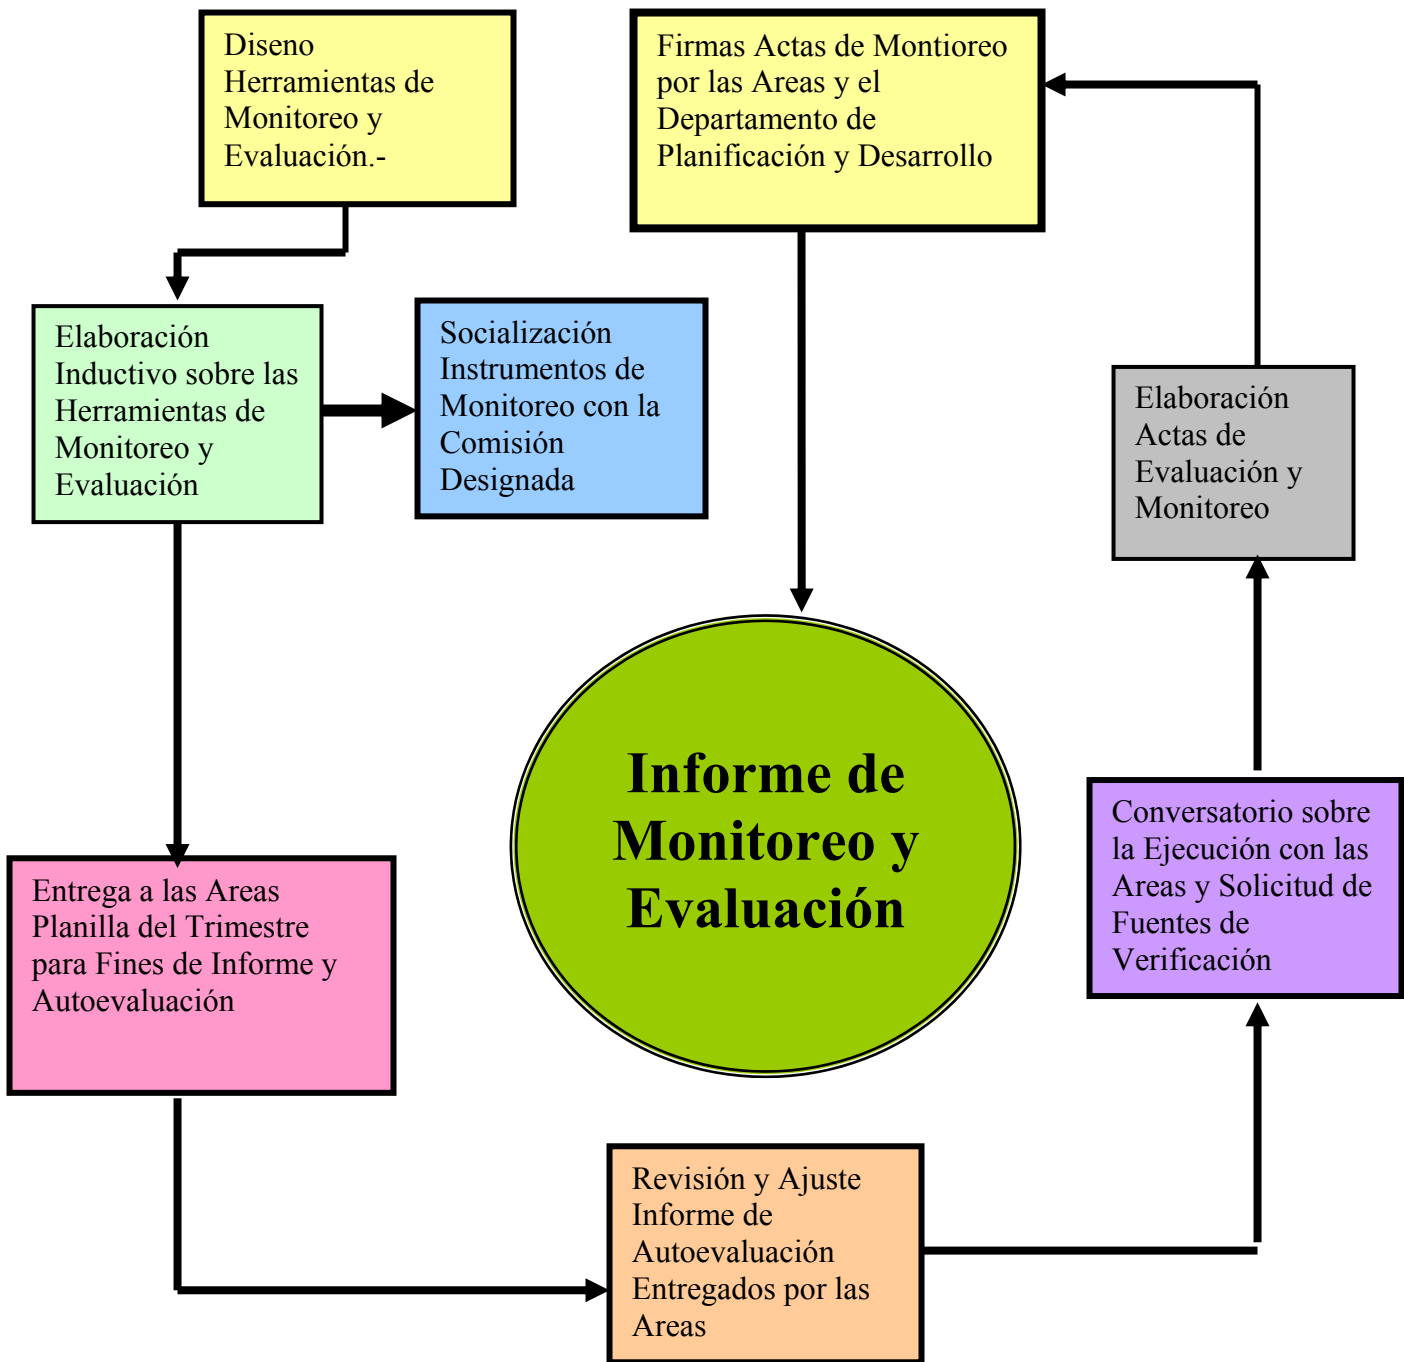 Diseno
Herramientas de
Monitoreo y
Evaluación.-
Firmas Actas de Montioreo
por las Areas y el
Departamento de
Planificación y Desarrollo
Elaboración
Inductivo sobre las
Herramientas de
Monitoreo y
Evaluación
Socialización
Instrumentos de
Monitoreo con la
Comisión
Designada
Elaboración
Actas de
Evaluación y
Monitoreo
Informe de
Monitoreo y
Evaluación
Conversatorio sobre
la Ejecución con las
Areas y Solicitud de
Fuentes de
Verificación
Entrega a las Areas
Planilla del Trimestre
para Fines de Informe y
Autoevaluación
Revisión y Ajuste
Informe de
Autoevaluación
Entregados por las
Areas